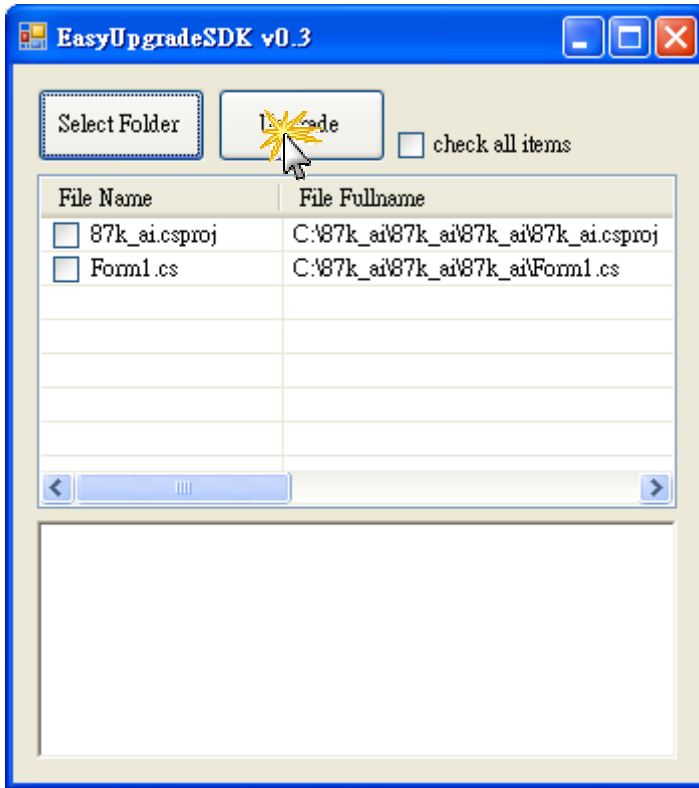 EasyUpgradeSDK v0.3
Select Folder
check all items
File Name File Fullname
87k_ai.csproj C:\87k_ai\87k_ai\87k_ai\87k_ai.csproj
Form1.cs C:\87k_ai\87k_ai\87k_ai\Form1.cs